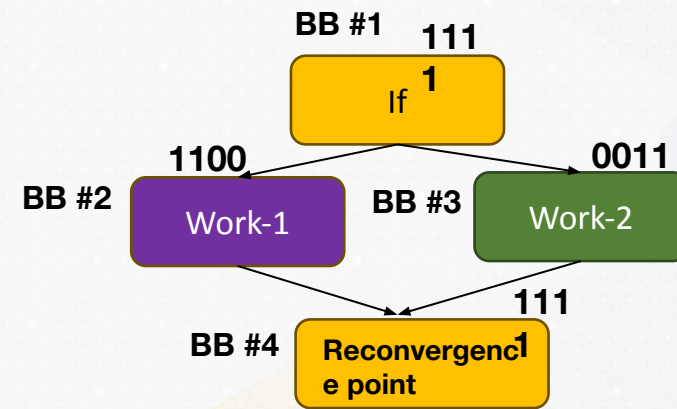 BB #1
111
1
If
1100
0011
BB #2
Work-1
BB #3
Work-2
111
1
BB #4
Reconvergenc
e point